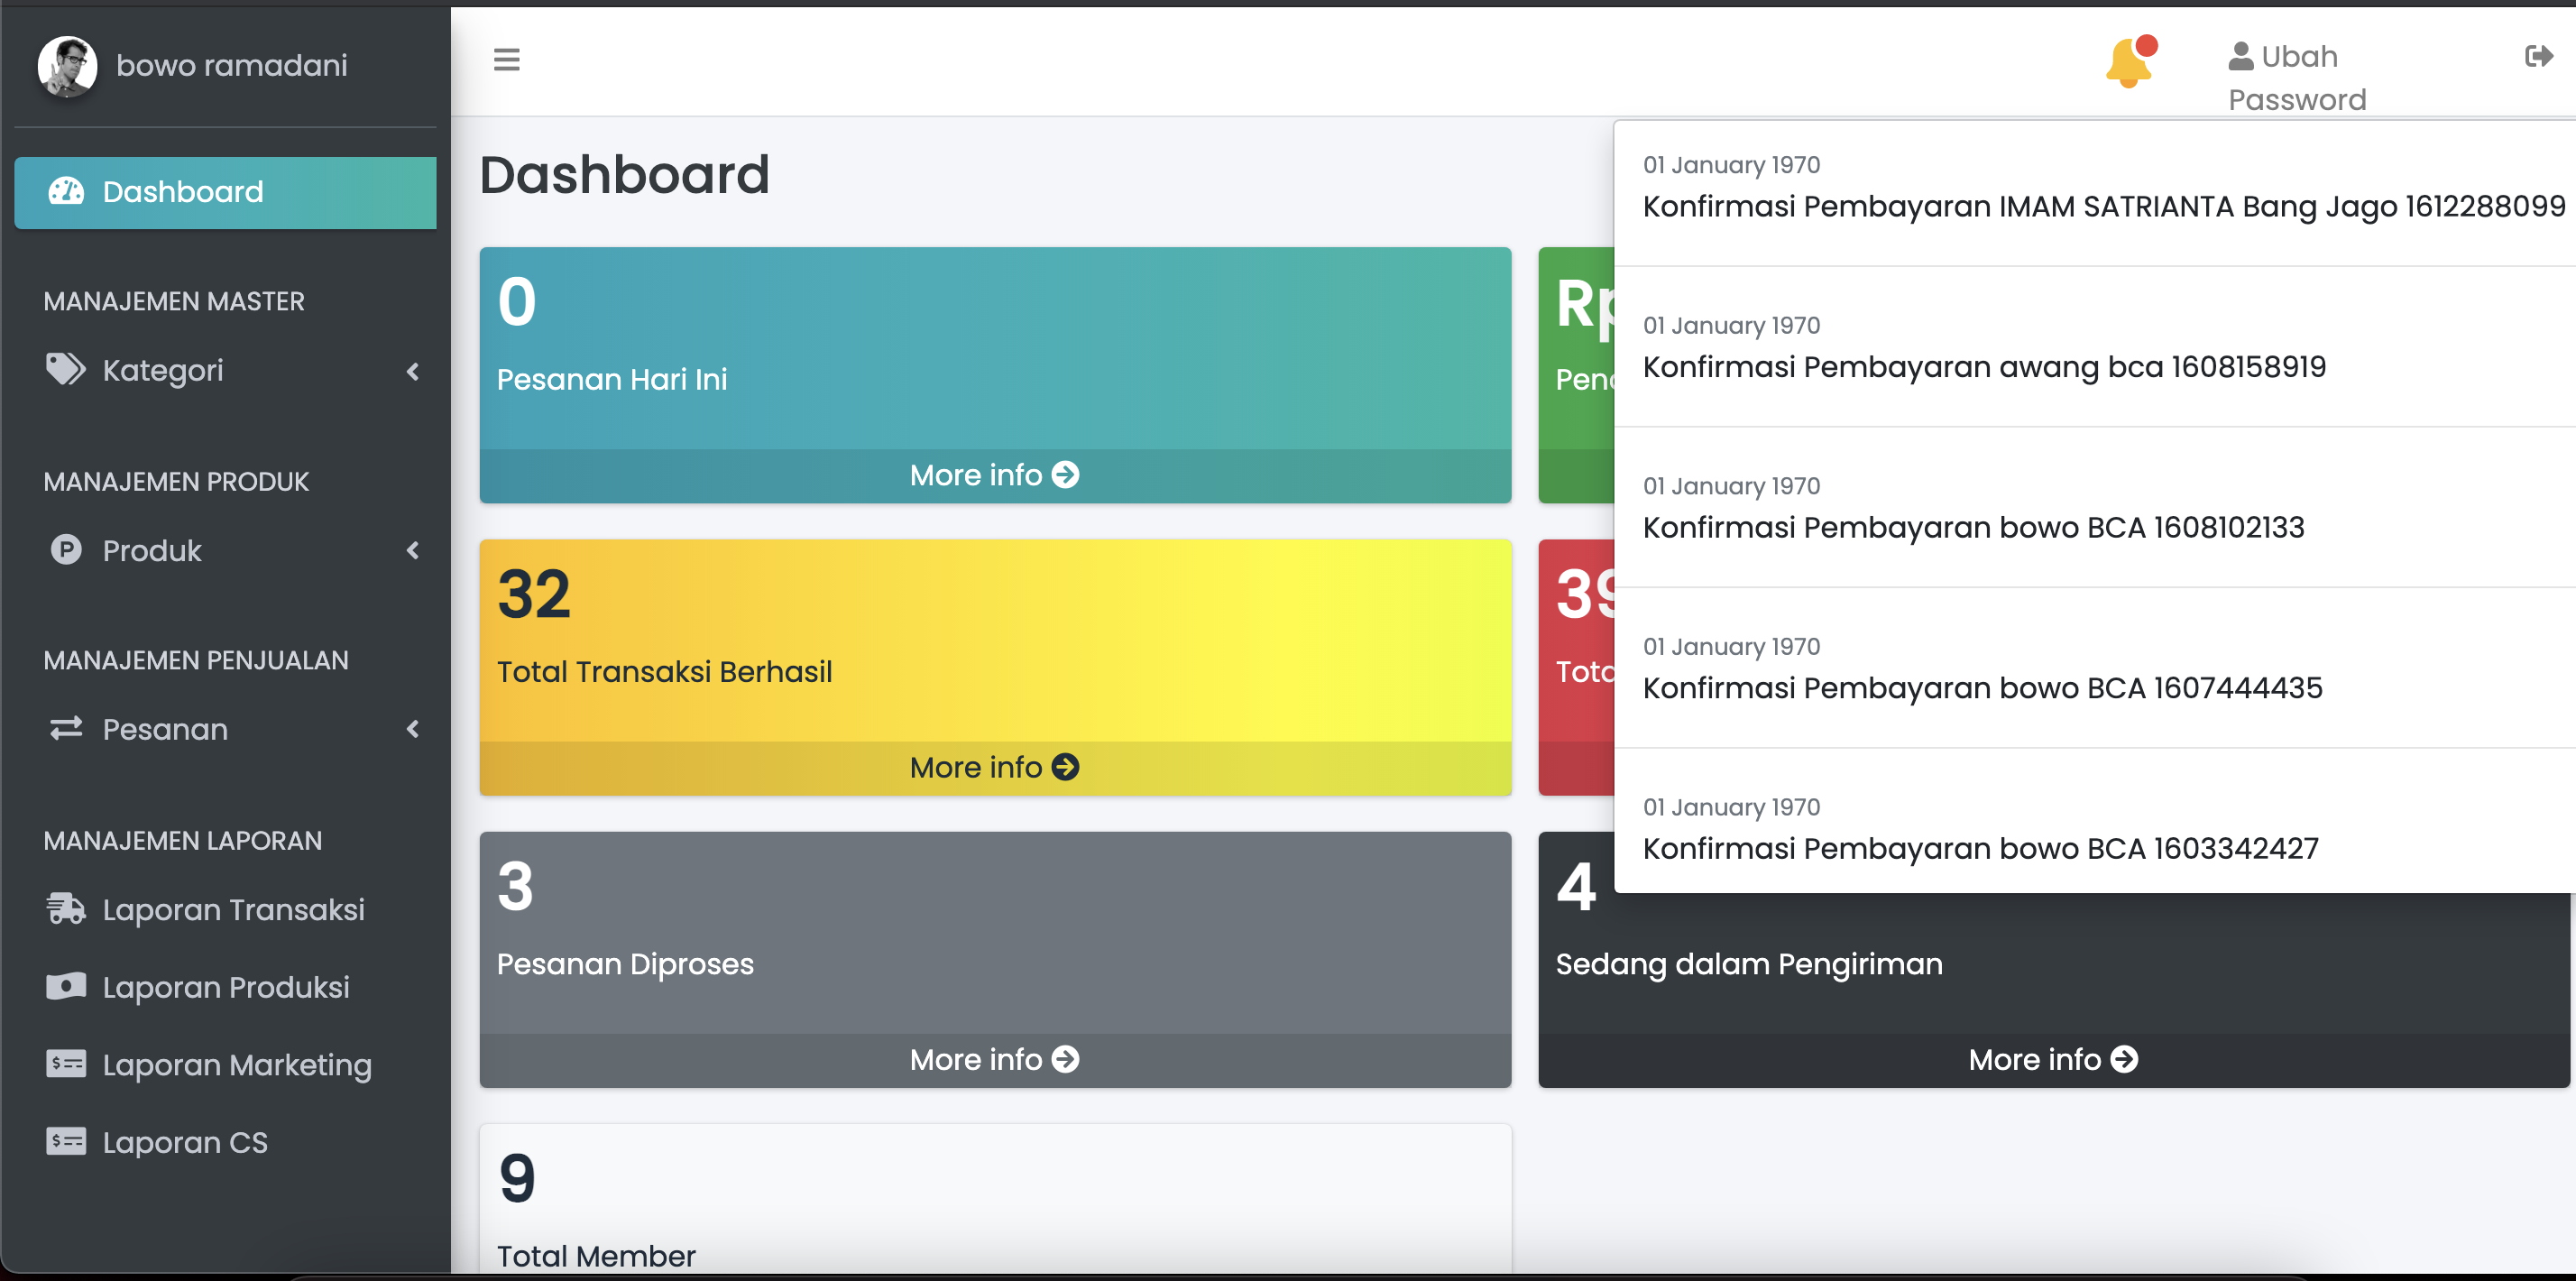 bowo ramadani
Ubah
Password
Dashboard
MANAJEMEN MASTER
Kategori
MANAJEMEN PRODUK
Produk
MANAJEMEN PENJUALAN
Pesanan
MANAJEMEN LAPORAN
Laporan Transaksi
Laporan Produksi
Laporan Marketing
Laporan CS
Dashboard
0
Pesanan Hari Ini
More info
32
Total Transaksi Berhasil
More info
3
Pesanan Diproses
More info
4
Sedang dalam Pengiriman
More info
9
Total Member
01 January 1970
Konfirmasi Pembayaran IMAM SATRIANTA Bang Jago 1612288099
01 January 1970
Konfirmasi Pembayaran awang bca 1608158919
01 January 1970
Konfirmasi Pembayaran bowo BCA 1608102133
01 January 1970
Konfirmasi Pembayaran bowo BCA 1607444435
01 January 1970
Konfirmasi Pembayaran bowo BCA 1603342427